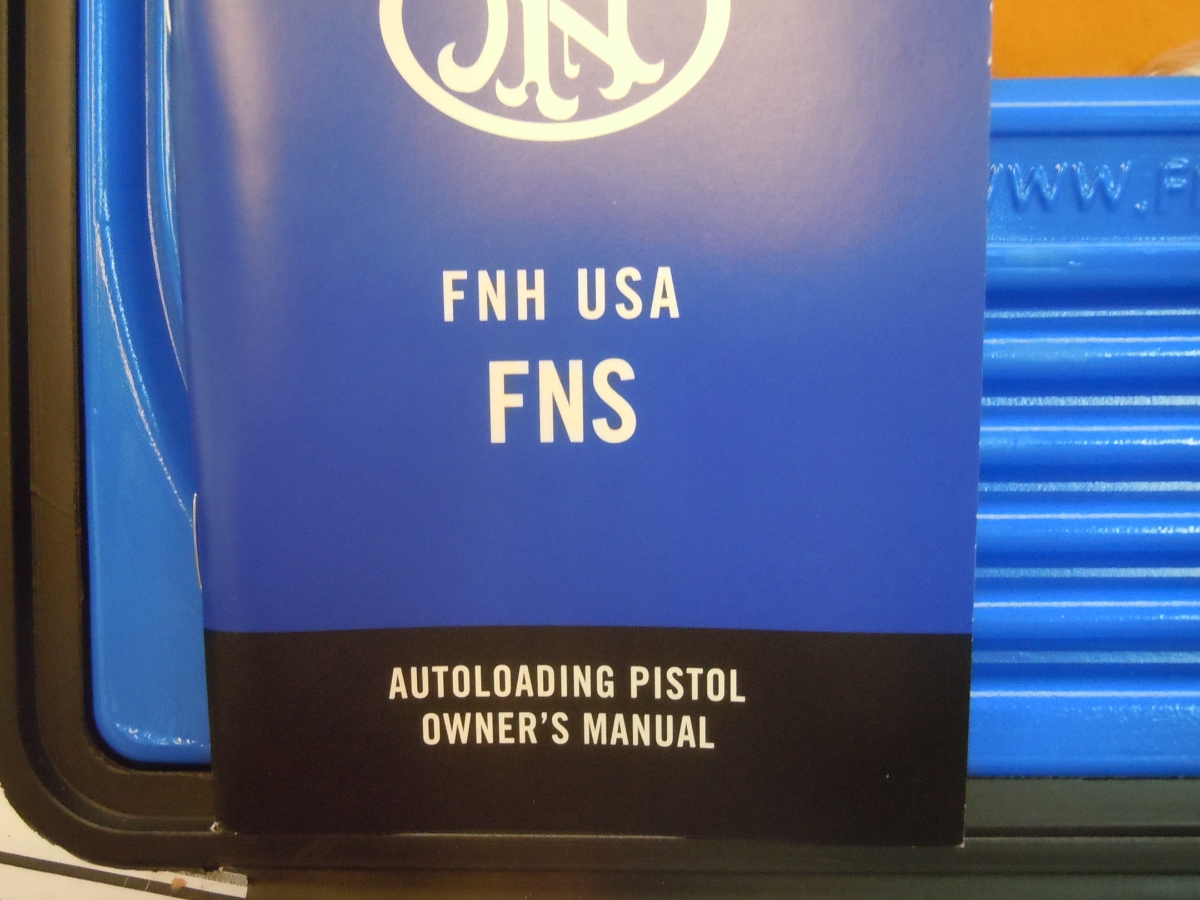 FN
FNH USA
FNS
AUTOLOADING PISTOL
OWNER'S MANUAL
WWW.F